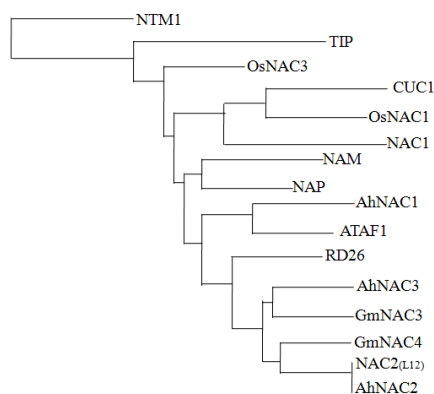 NTM1
TIP
OsNAC3
CUC1
OsNAC1
NAC1
NAM
NAP
AhNAC1
ATAF1
RD26
AhNAC3
GmNAC3
GmNAC4
NAC2(L12)
AhNAC2